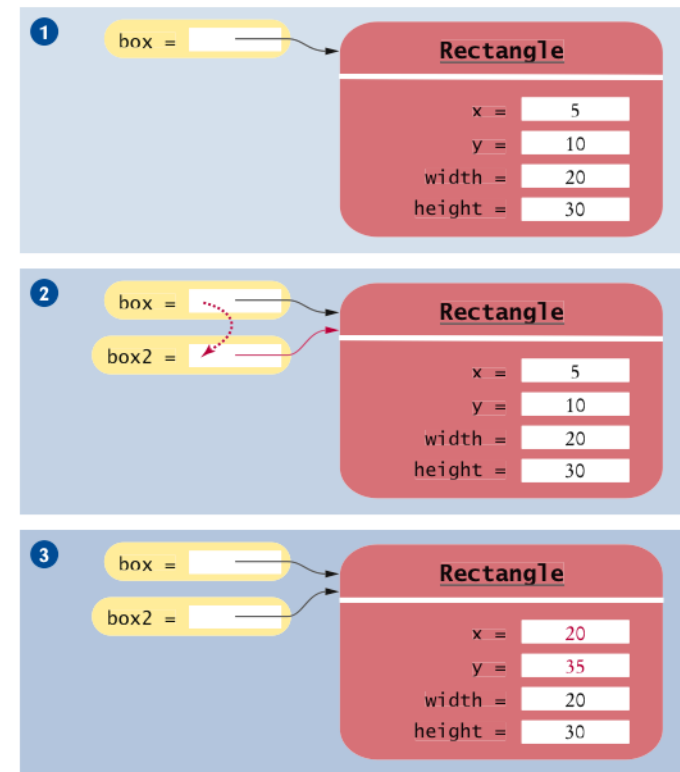 1
box =
Rectangle
x = 5
y = 10
width = 20
height = 30
2
box =
Rectangle
box2 =
x = 5
y = 10
width = 20
height = 30
3
box =
Rectangle
box2 =
x = 20
y = 35
width = 20
height = 30